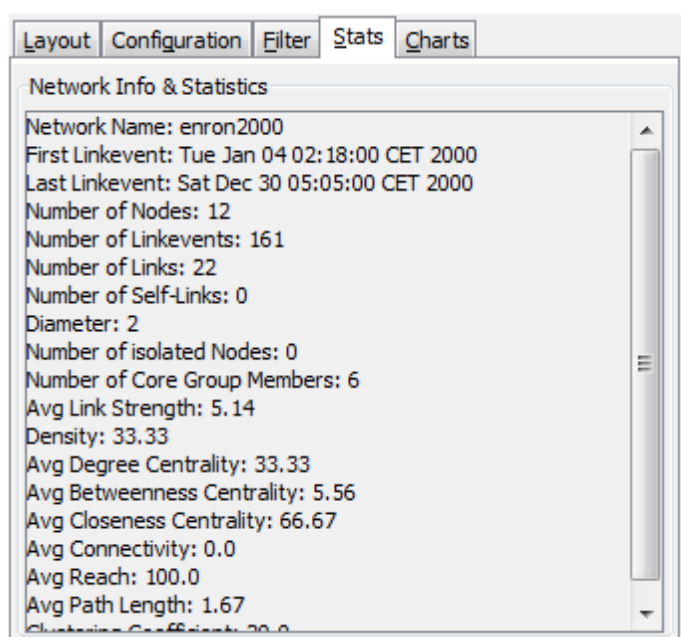 Layout Configuration Filter Stats Charts
Network Info & Statistics
Network Name: enron2000
First Linkevent: Tue Jan 04 02:18:00 CET 2000
Last Linkevent: Sat Dec 30 05:05:00 CET 2000
Number of Nodes: 12
Number of Linkevents: 161
Number of Links: 22
Number of Self-Links: 0
Diameter: 2
Number of isolated Nodes: 0
Number of Core Group Members: 6
Avg Link Strength: 5.14
Density: 33.33
Avg Degree Centrality: 33.33
Avg Betweenness Centrality: 5.56
Avg Closeness Centrality: 66.67
Avg Connectivity: 0.0
Avg Reach: 100.0
Avg Path Length: 1.67
Clustering Coefficient: